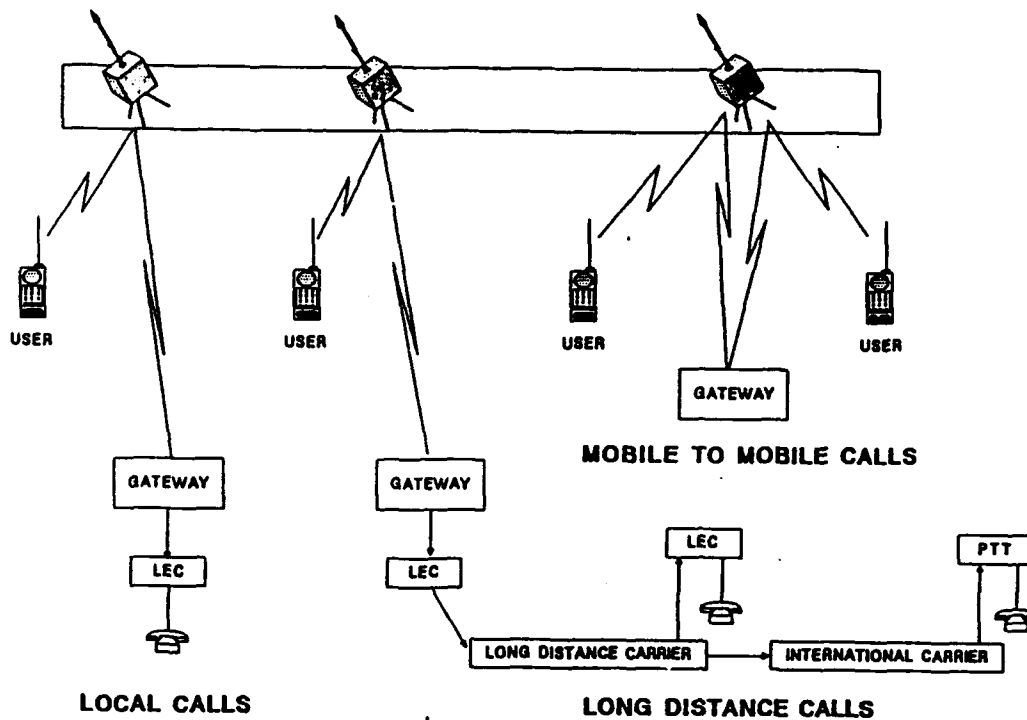 USER
USER
USER
USER
GATEWAY
MOBILE TO MOBILE CALLS
GATEWAY
GATEWAY
LEC
PTT
LEC
LEC
LONG DISTANCE CARRIER
INTERNATIONAL CARRIER
LOCAL CALLS
LONG DISTANCE CALLS